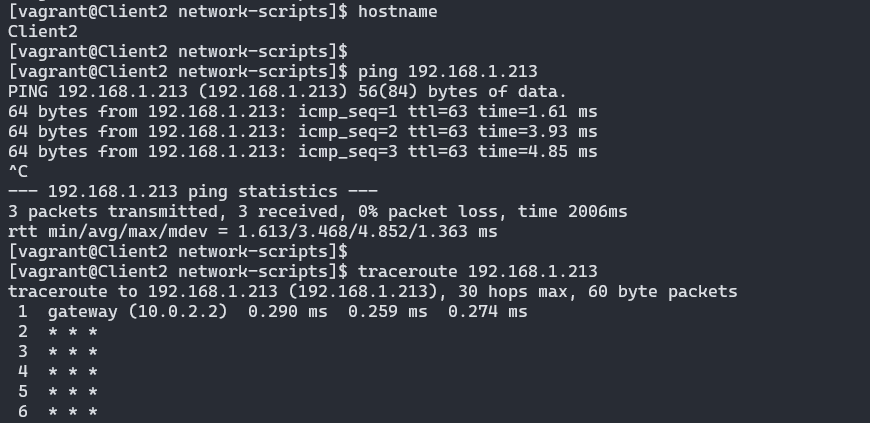 [vagrant@Client2 network-scripts]$ hostname
Client2
[vagrant@Client2 network-scripts]$
[vagrant@Client2 network-scripts]$ ping 192.168.1.213
PING 192.168.1.213 (192.168.1.213) 56(84) bytes of data.
64 bytes from 192.168.1.213: icmp_seq=1 ttl=63 time=1.61 ms
64 bytes from 192.168.1.213: icmp_seq=2 ttl=63 time=3.93 ms
64 bytes from 192.168.1.213: icmp_seq=3 ttl=63 time=4.85 ms
^C
--- 192.168.1.213 ping statistics ---
3 packets transmitted, 3 received, 0% packet loss, time 2006ms
rtt min/avg/max/mdev = 1.613/3.468/4.852/1.363 ms
[vagrant@Client2 network-scripts]$
[vagrant@Client2 network-scripts]$ traceroute 192.168.1.213
traceroute to 192.168.1.213 (192.168.1.213), 30 hops max, 60 byte packets
 1  gateway (10.0.2.2)  0.290 ms  0.259 ms  0.274 ms
 2  * * *
 3  * * *
 4  * * *
 5  * * *
 6  * * *